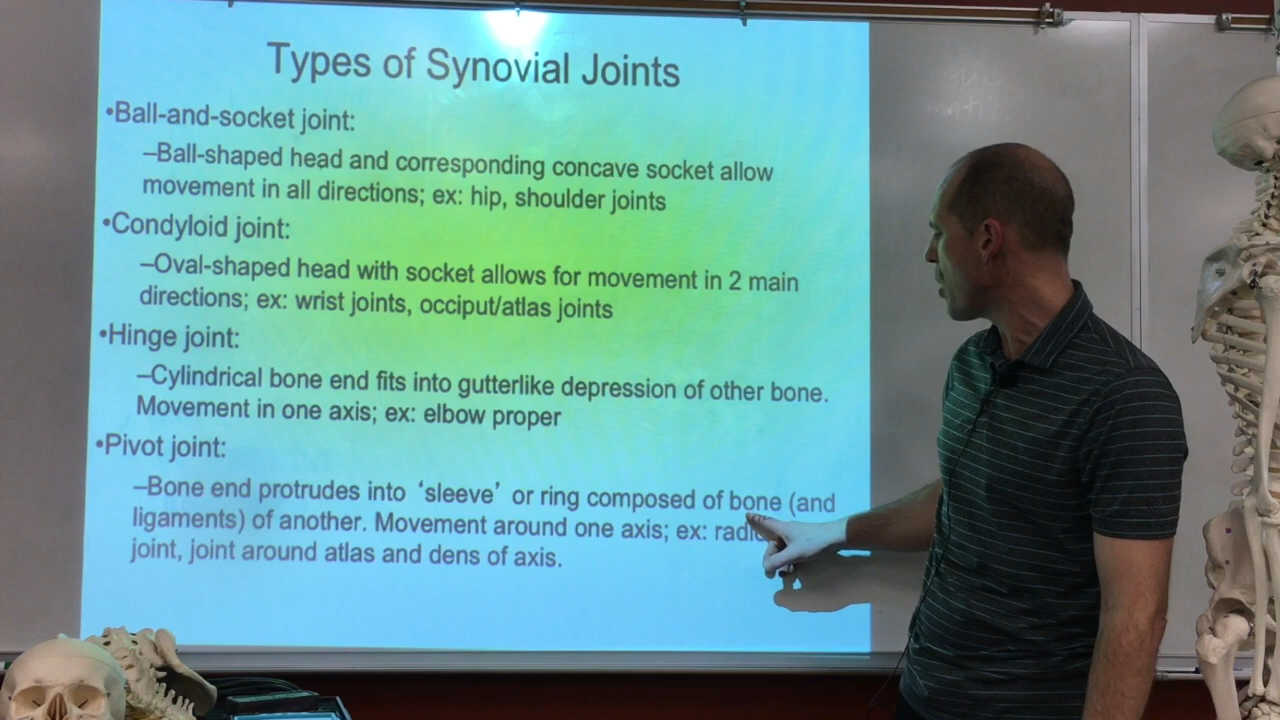 Types of Synovial Joints
•Ball-and-socket joint:
–Ball-shaped head and corresponding concave socket allow
movement in all directions; ex: hip, shoulder joints
•Condyloid joint:
–Oval-shaped head with socket allows for movement in 2 main
directions; ex: wrist joints, occiput/atlas joints
•Hinge joint:
–Cylindrical bone end fits into gutterlike depression of other bone.
Movement in one axis; ex: elbow proper
•Pivot joint:
–Bone end protrudes into ‘sleeve’ or ring composed of bone (and
ligaments) of another. Movement around one axis; ex:
joint, joint around atlas and dens of axis.